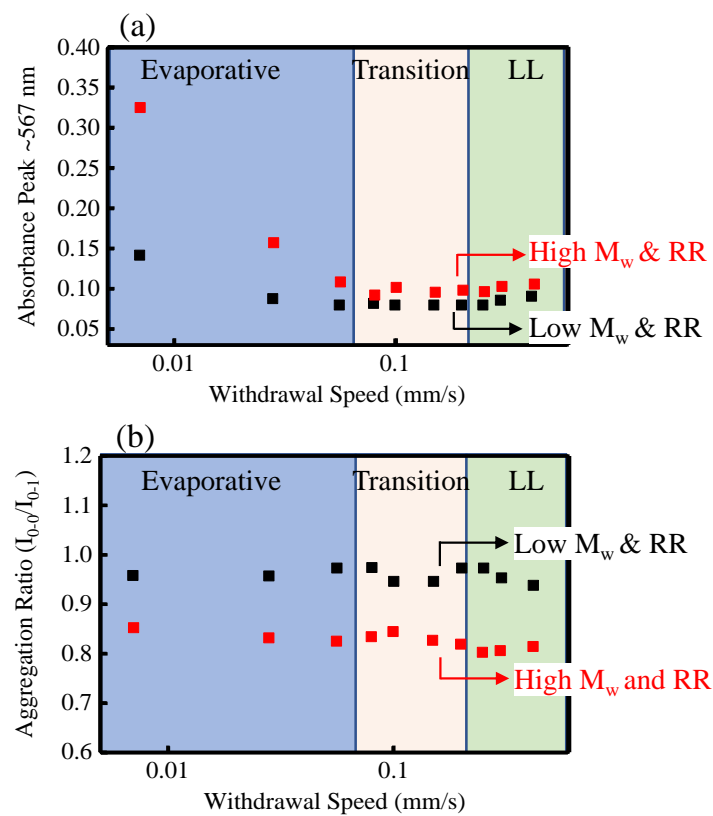 (a)
0.40
0.35
0.30
0.25
0.20
0.15
0.10
0.05
Absorbance Peak ~567 nm
Evaporative
Transition
LL
High Mw & RR
Low Mw & RR
0.01
0.1
Withdrawal Speed (mm/s)
(b)
1.2
1.1
1.0
0.9
0.8
0.7
0.6
Aggregation Ratio (I0-0/I0-1)
Evaporative
Transition
LL
Low Mw & RR
High Mw and RR
0.01
0.1
Withdrawal Speed (mm/s)